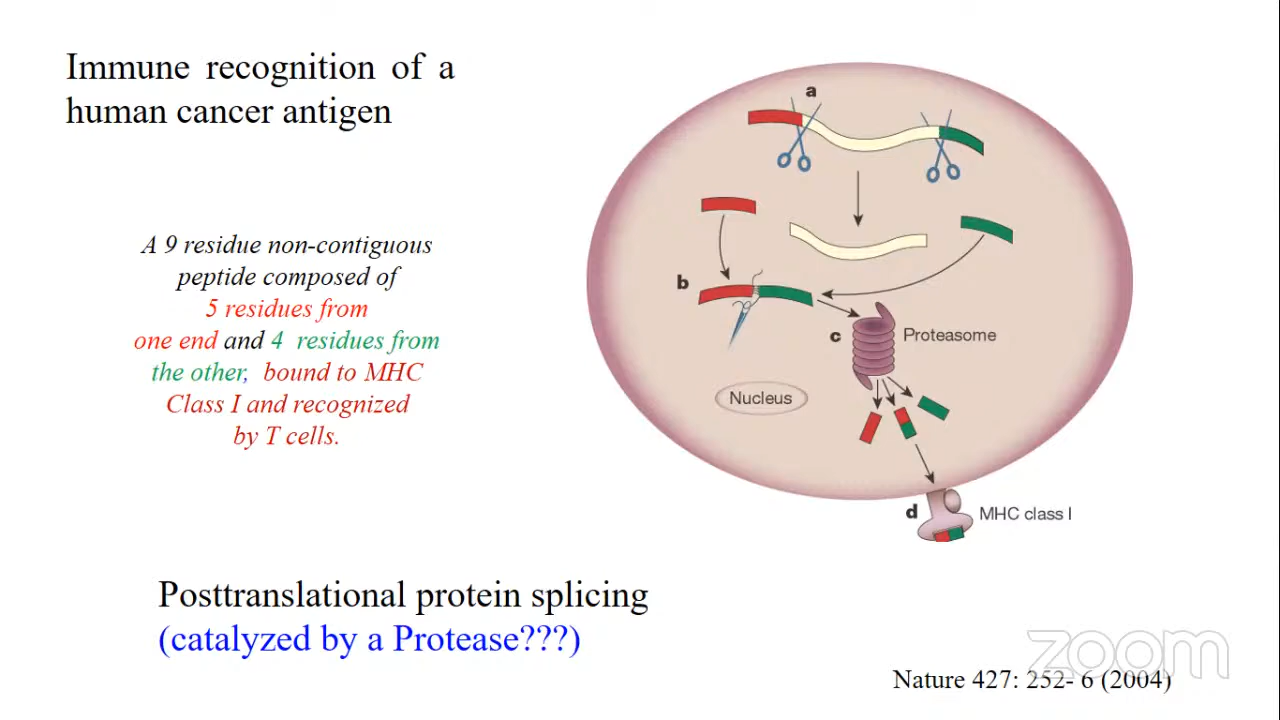 Immune recognition of a
human cancer antigen
A 9 residue non-contiguous
peptide composed of
5 residues from
one end and 4 residues from
the other, bound to MHC
Class I and recognized
by T cells.
a
b
c
Proteasome
Nucleus
d
MHC class I
Posttranslational protein splicing
(catalyzed by a Protease???)
zoom
Nature 427: 252- 6 (2004)